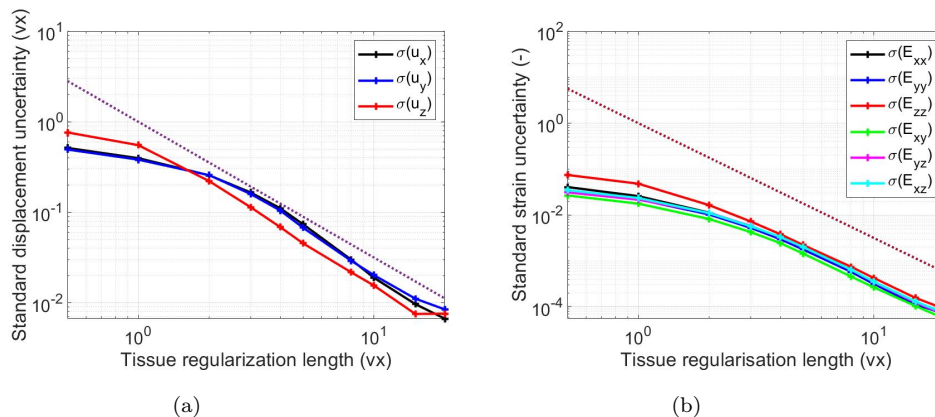 Standard displacement uncertainty (vx)
10^1
10^0
10^-1
10^-2
10^0
10^1
Tissue regularization length (vx)
σ(u_x)
σ(u_y)
σ(u_z)
(a)
Standard strain uncertainty (-)
10^2
10^0
10^-2
10^-4
10^0
10^1
Tissue regularisation length (vx)
σ(E_xx)
σ(E_yy)
σ(E_zz)
σ(E_xy)
σ(E_yz)
σ(E_xz)
(b)